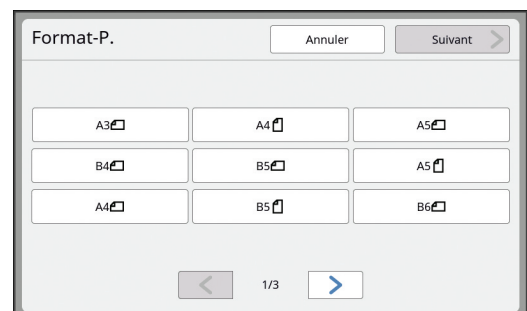 Format-P.
Annuler
Suivant
A3
A4
A5
B4
B5
A5
A4
B5
B6
1/3